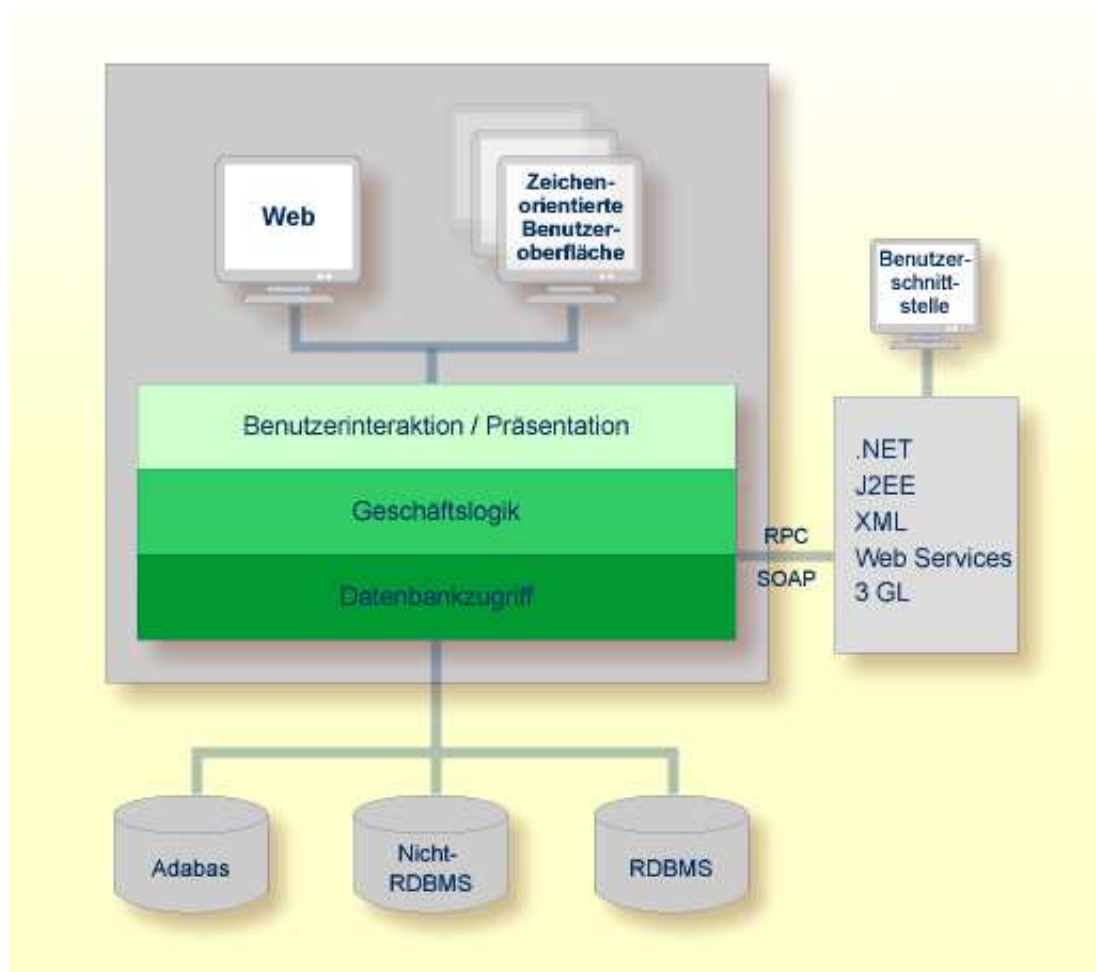 Web
Zeichen-
orientierte
Benutzer-
oberfläche
Benutzer-
schnitt-
stelle
Benutzerinteraktion / Präsentation
Geschäftslogik
Datenbankzugriff
RPC
SOAP
.NET
J2EE
XML
Web Services
3 GL
Adabas
Nicht-
RDBMS
RDBMS